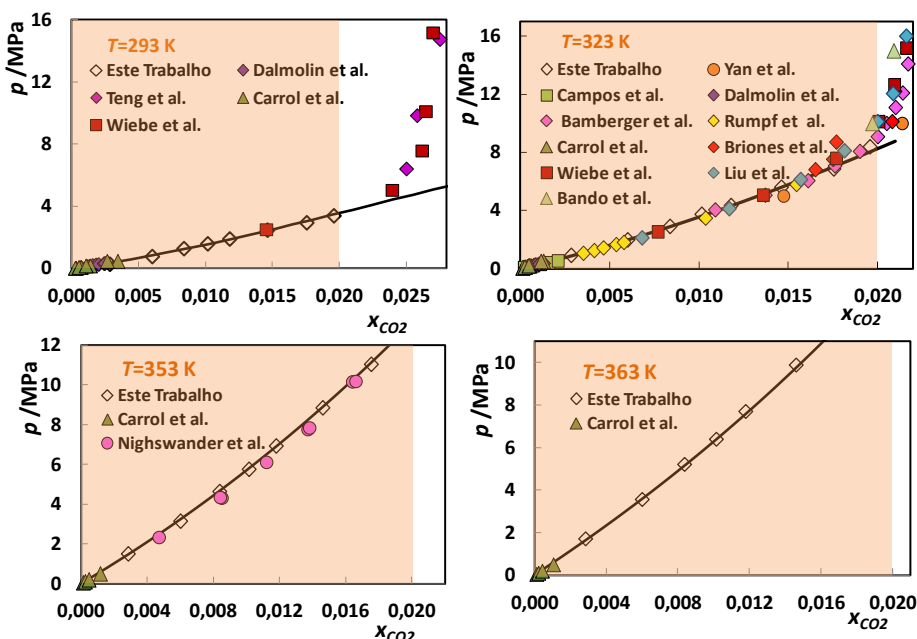 T=293 K
p /MPa
Este Trabalho
Dalmolin et al.
Teng et al.
Carrol et al.
Wiebe et al.
16
12
8
4
0
0,000 0,005 0,010 0,015 0,020 0,025
xCO2
T=323 K
p /MPa
Este Trabalho
Yan et al.
Campos et al.
Dalmolin et al.
Bamberger et al.
Rumpf et al.
Carrol et al.
Briones et al.
Wiebe et al.
Liu et al.
Bando et al.
16
12
8
4
0
0,000 0,005 0,010 0,015 0,020
xCO2
T=353 K
p /MPa
Este Trabalho
Carrol et al.
Nighswander et al.
12
10
8
6
4
2
0
0,000 0,004 0,008 0,012 0,016 0,020
xCO2
T=363 K
p /MPa
Este Trabalho
Carrol et al.
10
8
6
4
2
0
0,000 0,004 0,008 0,012 0,016 0,020
xCO2